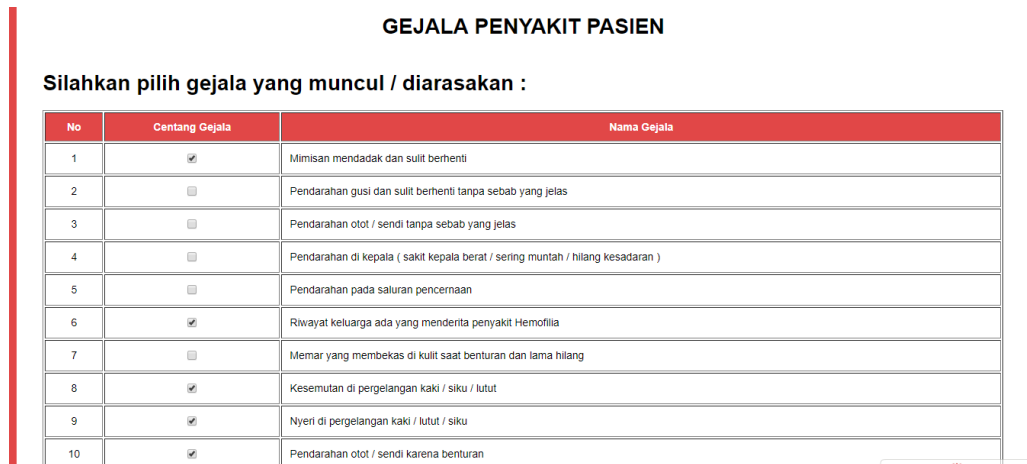 GEJALA PENYAKIT PASIEN
Silahkan pilih gejala yang muncul / diarasakan :
No Centang Gejala Nama Gejala
1 Mimisan mendadak dan sulit berhenti
2 Pendarahan gusi dan sulit berhenti tanpa sebab yang jelas
3 Pendarahan otot / sendi tanpa sebab yang jelas
4 Pendarahan di kepala ( sakit kepala berat / sering muntah / hilang kesadaran )
5 Pendarahan pada saluran pencernaan
6 Riwayat keluarga ada yang menderita penyakit Hemofilia
7 Memar yang membekas di kulit saat benturan dan lama hilang
8 Kesemutan di pergelangan kaki / siku / lutut
9 Nyeri di pergelangan kaki / lutut / siku
10 Pendarahan otot / sendi karena benturan